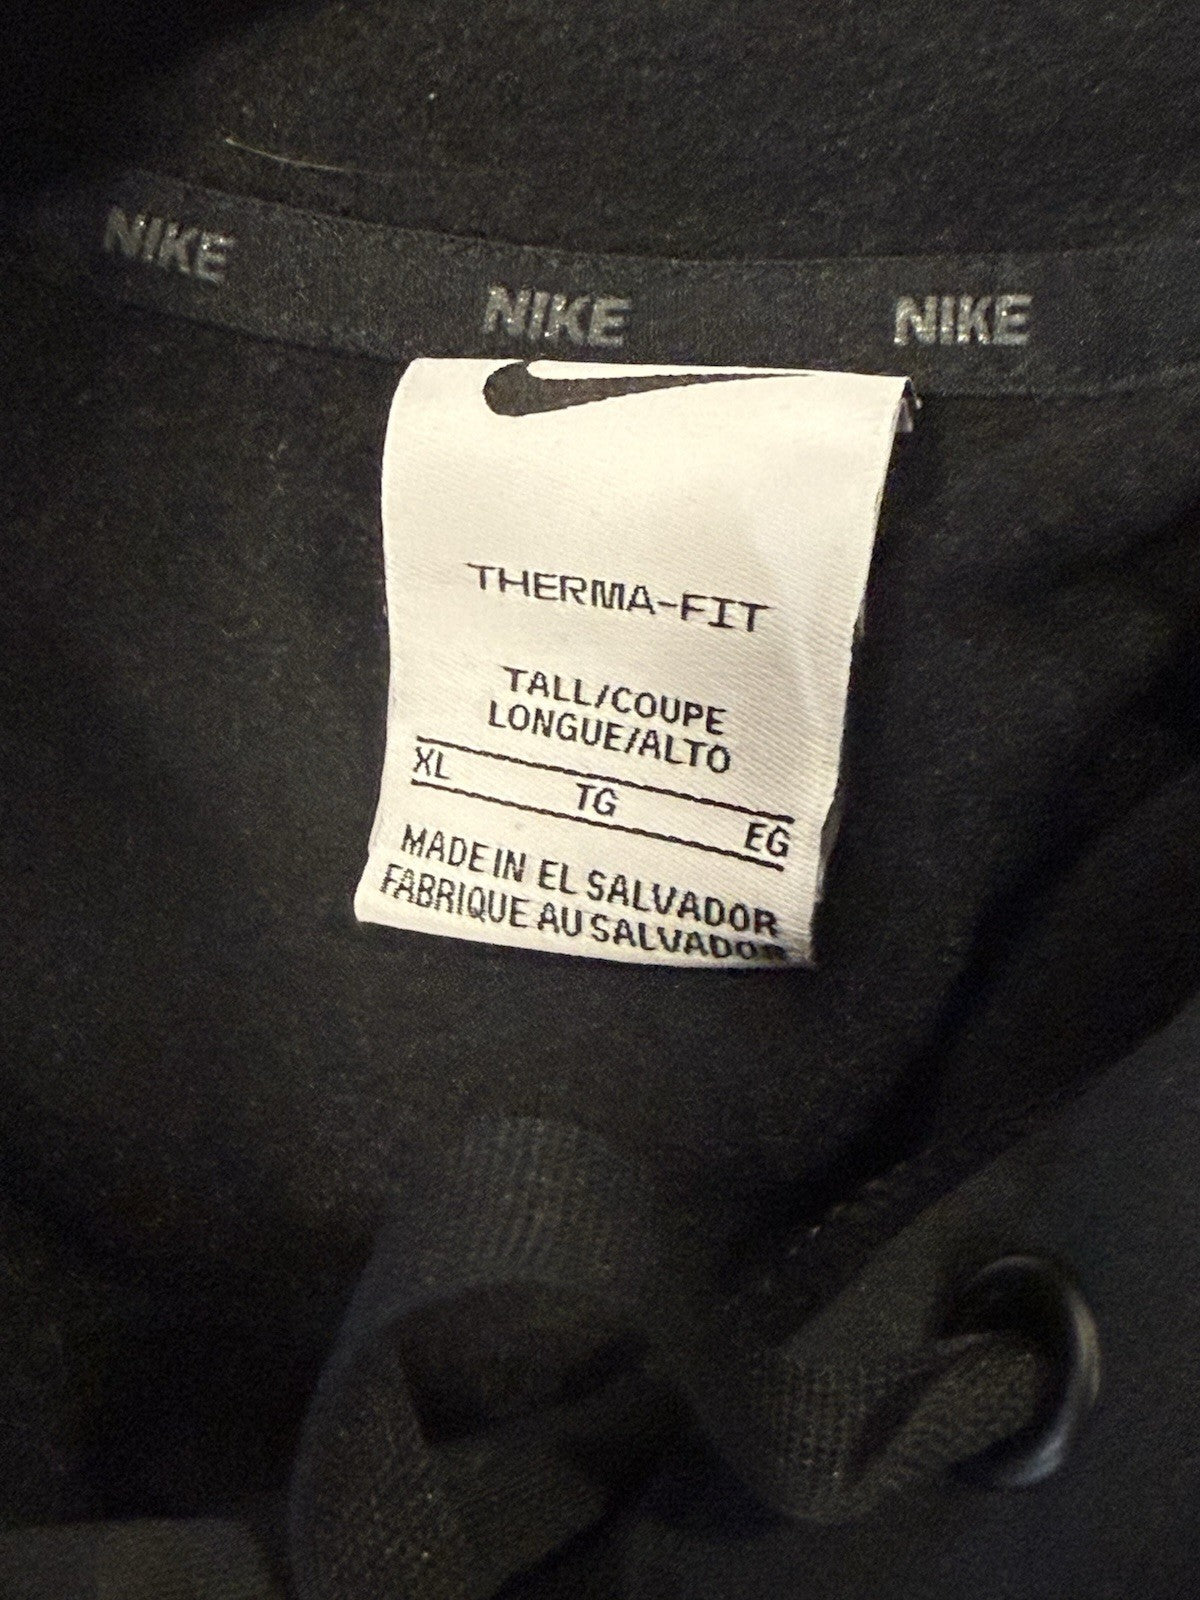 NIKE NIKE NIKE
THERMA-FIT
TALL/COUPE
LONGUE/ALTO
XL TG EG
MADE IN EL SALVADOR
FABRIQUE AU SALVADOR